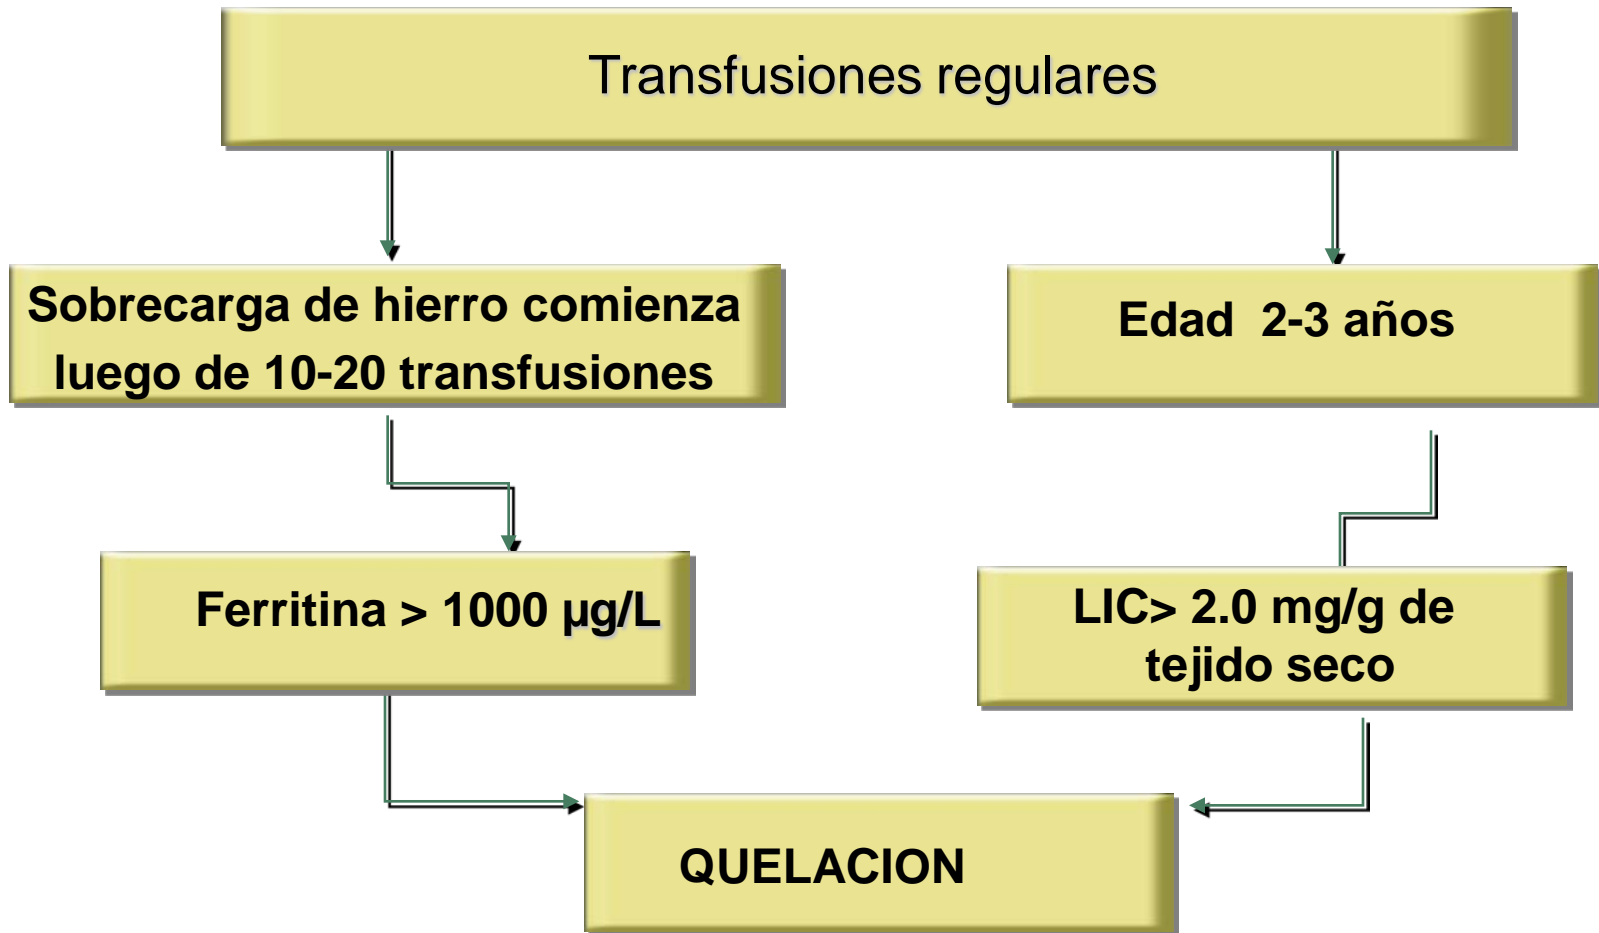 Transfusiones regulares
Sobrecarga de hierro comienza
luego de 10-20 transfusiones
Edad 2-3 años
Ferritina > 1000 µg/L
LIC> 2.0 mg/g de
tejido seco
QUELACION